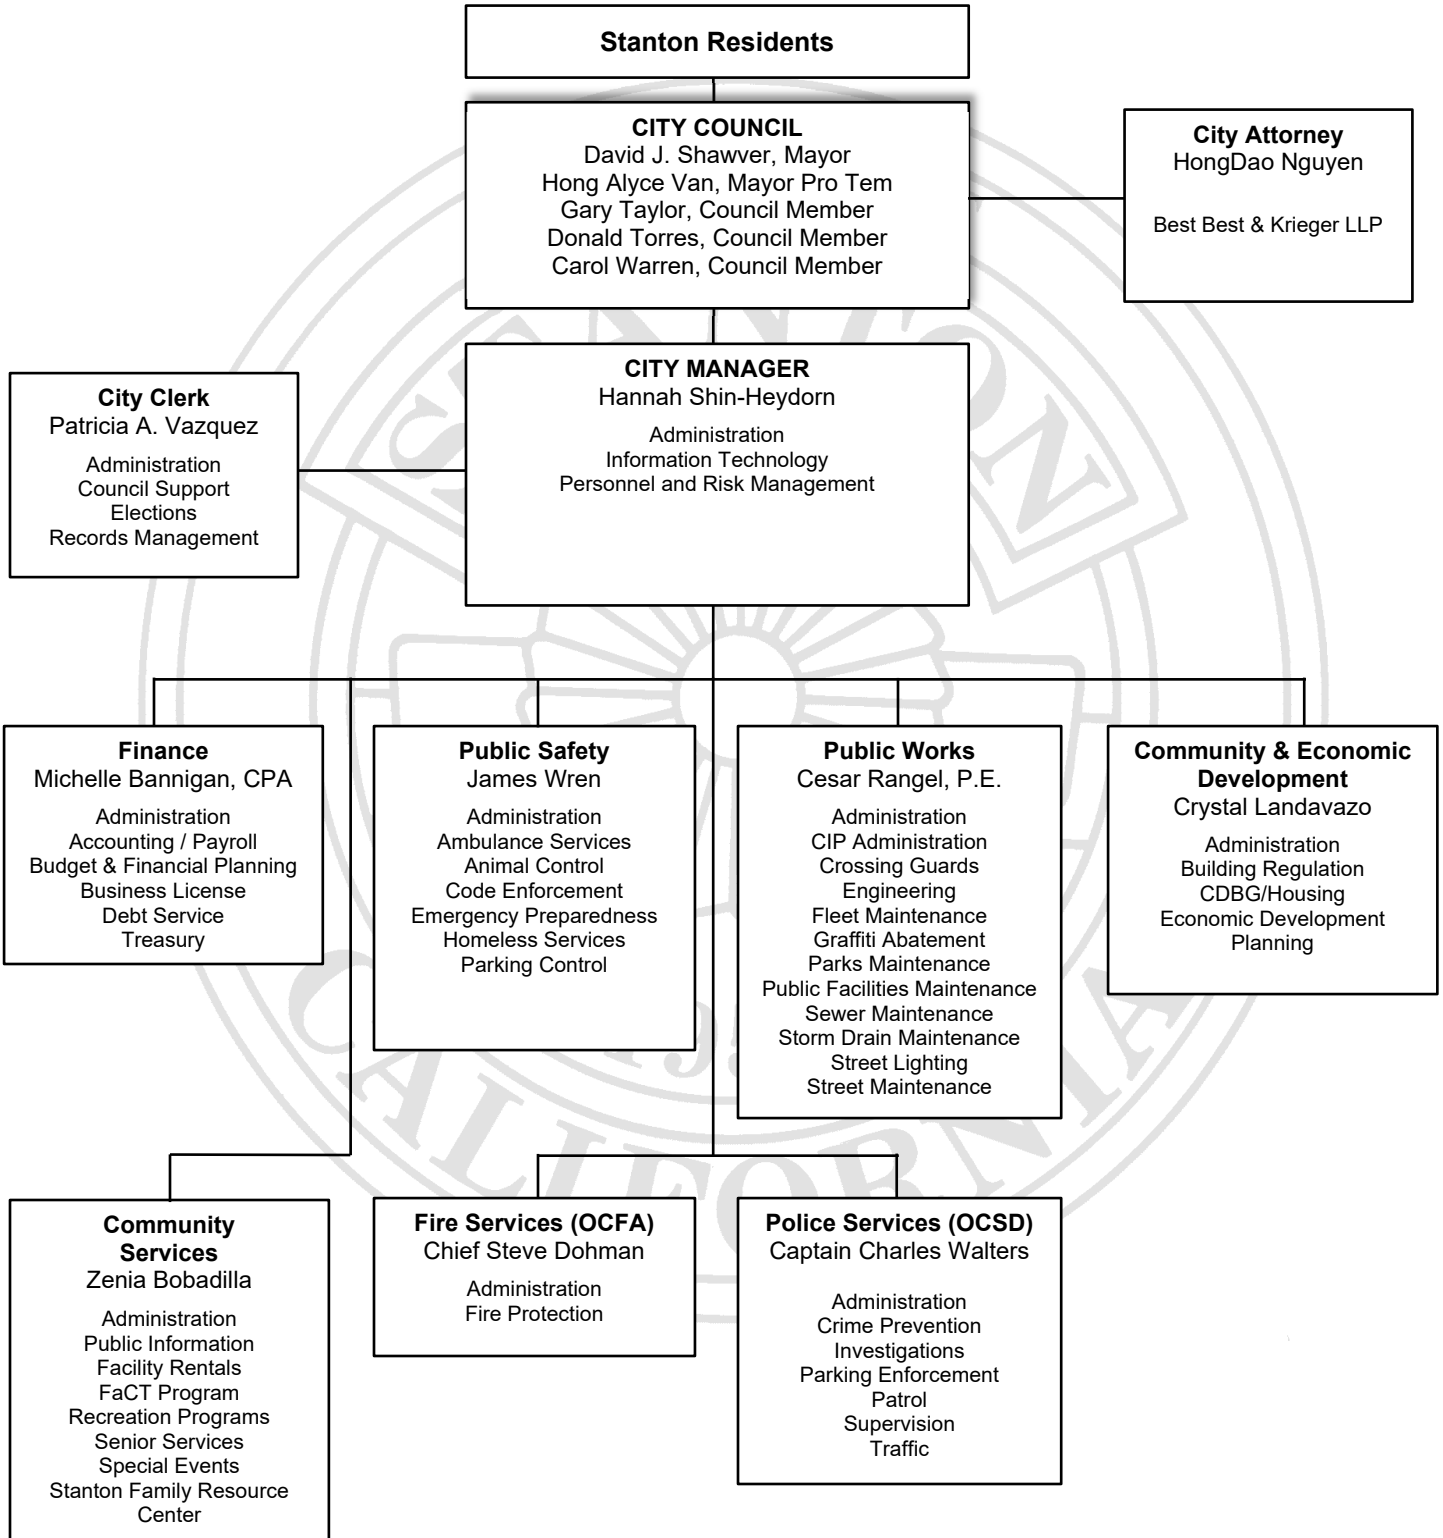 Stanton Residents
CITY COUNCIL
David J. Shawver, Mayor
Hong Alyce Van, Mayor Pro Tem
Gary Taylor, Council Member
Donald Torres, Council Member
Carol Warren, Council Member
City Attorney
HongDao Nguyen
Best Best & Krieger LLP
CITY MANAGER
Hannah Shin-Heydorn
Administration
Information Technology
Personnel and Risk Management
City Clerk
Patricia A. Vazquez
Administration
Council Support
Elections
Records Management
Finance
Michelle Bannigan, CPA
Administration
Accounting / Payroll
Budget & Financial Planning
Business License
Debt Service
Treasury
Public Safety
James Wren
Administration
Ambulance Services
Animal Control
Code Enforcement
Emergency Preparedness
Homeless Services
Parking Control
Public Works
Cesar Rangel, P.E.
Administration
CIP Administration
Crossing Guards
Engineering
Fleet Maintenance
Graffiti Abatement
Parks Maintenance
Public Facilities Maintenance
Sewer Maintenance
Storm Drain Maintenance
Street Lighting
Street Maintenance
Community & Economic
Development
Crystal Landavazo
Administration
Building Regulation
CDBG/Housing
Economic Development
Planning
Community
Services
Zenia Bobadilla
Administration
Public Information
Facility Rentals
FaCT Program
Recreation Programs
Senior Services
Special Events
Stanton Family Resource
Center
Fire Services (OCFA)
Chief Steve Dohman
Administration
Fire Protection
Police Services (OCSD)
Captain Charles Walters
Administration
Crime Prevention
Investigations
Parking Enforcement
Patrol
Supervision
Traffic
STANTON
CALIFORNIA